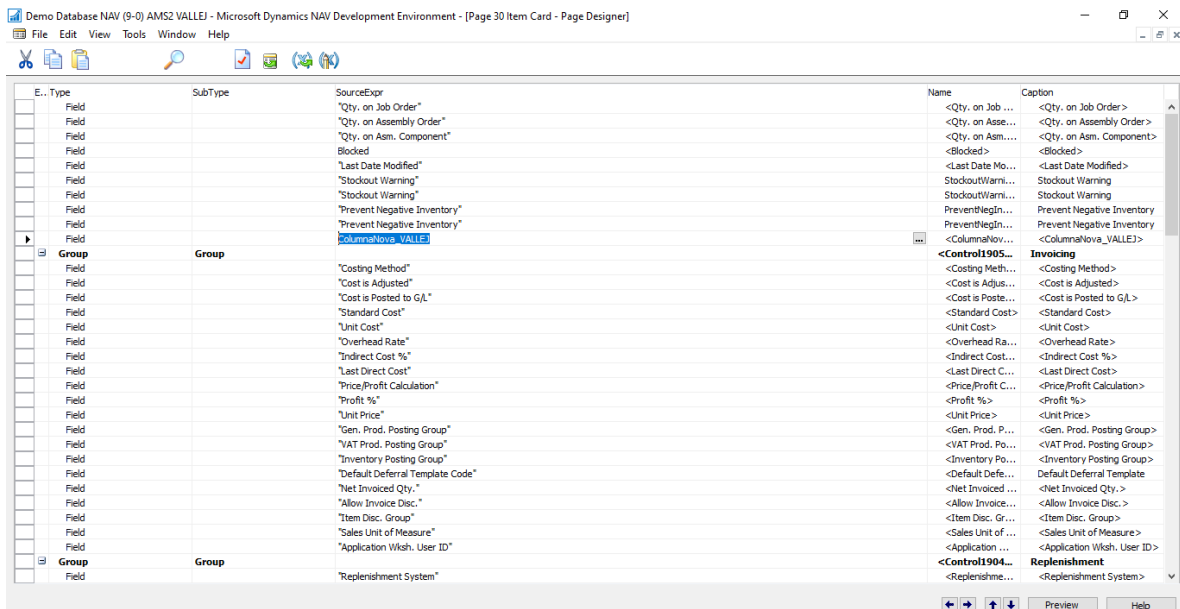 Demo Database NAV (9-0) AMS2 VALLEJ - Microsoft Dynamics NAV Development Environment - [Page 30 Item Card - Page Designer]
File Edit View Tools Window Help
E.. Type SubType SourceExpr Name Caption
Field "Qty. on Job Order" <Qty. on Job ... <Qty. on Job Order>
Field "Qty. on Assembly Order" <Qty. on Asse... <Qty. on Assembly Order>
Field "Qty. on Asm. Component" <Qty. on Asm.... <Qty. on Asm. Component>
Field Blocked <Blocked> <Blocked>
Field "Last Date Modified" <Last Date Mo... <Last Date Modified>
Field "Stockout Warning" StockoutWarni... Stockout Warning
Field "Stockout Warning" StockoutWarni... Stockout Warning
Field "Prevent Negative Inventory" PreventNegIn... Prevent Negative Inventory
Field "Prevent Negative Inventory" PreventNegIn... Prevent Negative Inventory
Field ColumnaNova_VALLEJ ... <ColumnaNov... <ColumnaNova_VALLEJ>
Group Group <Control1905... Invoicing
Field "Costing Method" <Costing Meth... <Costing Method>
Field "Cost is Adjusted" <Cost is Adjus... <Cost is Adjusted>
Field "Cost is Posted to G/L" <Cost is Poste... <Cost is Posted to G/L>
Field "Standard Cost" <Standard Cost> <Standard Cost>
Field "Unit Cost" <Unit Cost> <Unit Cost>
Field "Overhead Rate" <Overhead Ra... <Overhead Rate>
Field "Indirect Cost %" <Indirect Cost... <Indirect Cost %>
Field "Last Direct Cost" <Last Direct C... <Last Direct Cost>
Field "Price/Profit Calculation" <Price/Profit C... <Price/Profit Calculation>
Field "Profit %" <Profit %> <Profit %>
Field "Unit Price" <Unit Price> <Unit Price>
Field "Gen. Prod. Posting Group" <Gen. Prod. P... <Gen. Prod. Posting Group>
Field "VAT Prod. Posting Group" <VAT Prod. Po... <VAT Prod. Posting Group>
Field "Inventory Posting Group" <Inventory Po... <Inventory Posting Group>
Field "Default Deferral Template Code" <Default Defe... Default Deferral Template
Field "Net Invoiced Qty." <Net Invoiced ... <Net Invoiced Qty.>
Field "Allow Invoice Disc." <Allow Invoice... <Allow Invoice Disc.>
Field "Item Disc. Group" <Item Disc. Gr... <Item Disc. Group>
Field "Sales Unit of Measure" <Sales Unit of ... <Sales Unit of Measure>
Field "Application Wksh. User ID" <Application ... <Application Wksh. User ID>
Group Group <Control1904... Replenishment
Field "Replenishment System" <Replenishme... <Replenishment System>
Preview Help